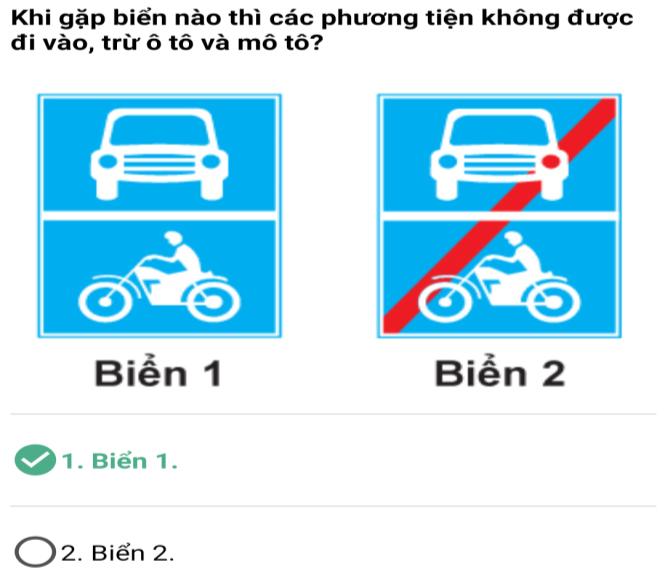 Khi gặp biển nào thì các phương tiện không được
đi vào, trừ ô tô và mô tô?
Biển 1
Biển 2
1. Biển 1.
2. Biển 2.